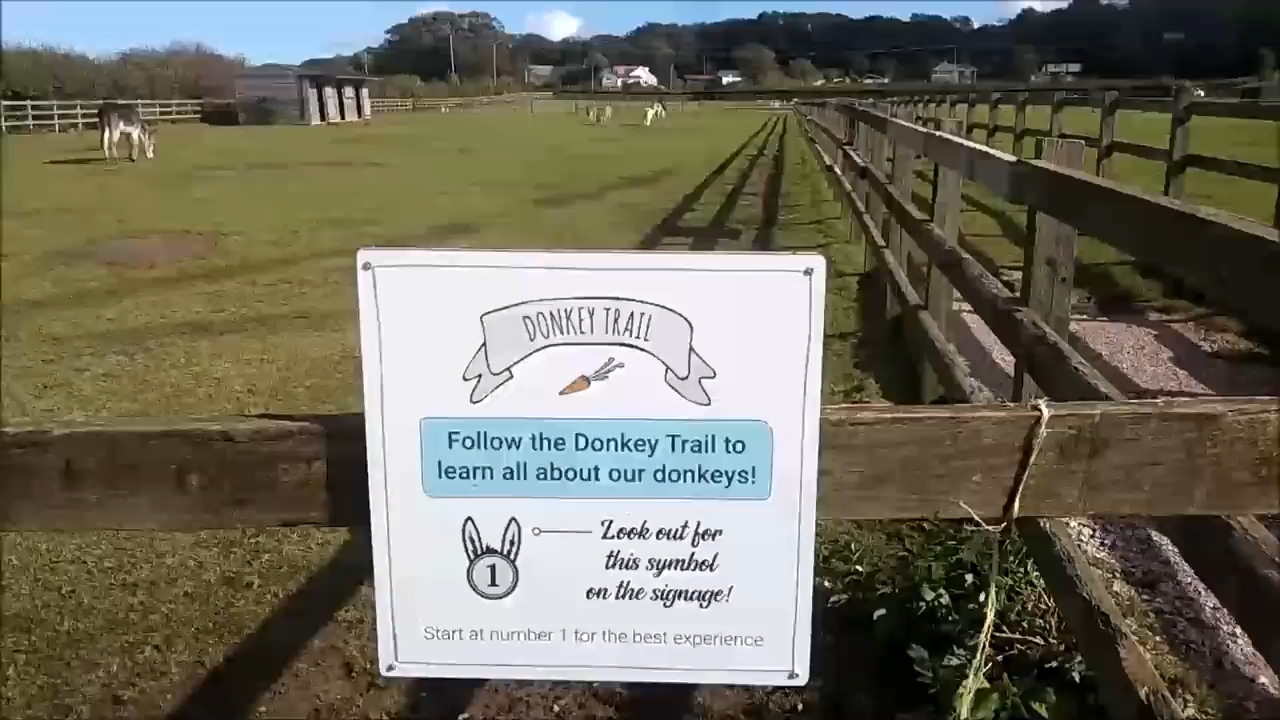 DONKEY TRAIL
Follow the Donkey Trail to
learn all about our donkeys!
1
Look out for
this symbol
on the signage!
Start at number 1 for the best experience